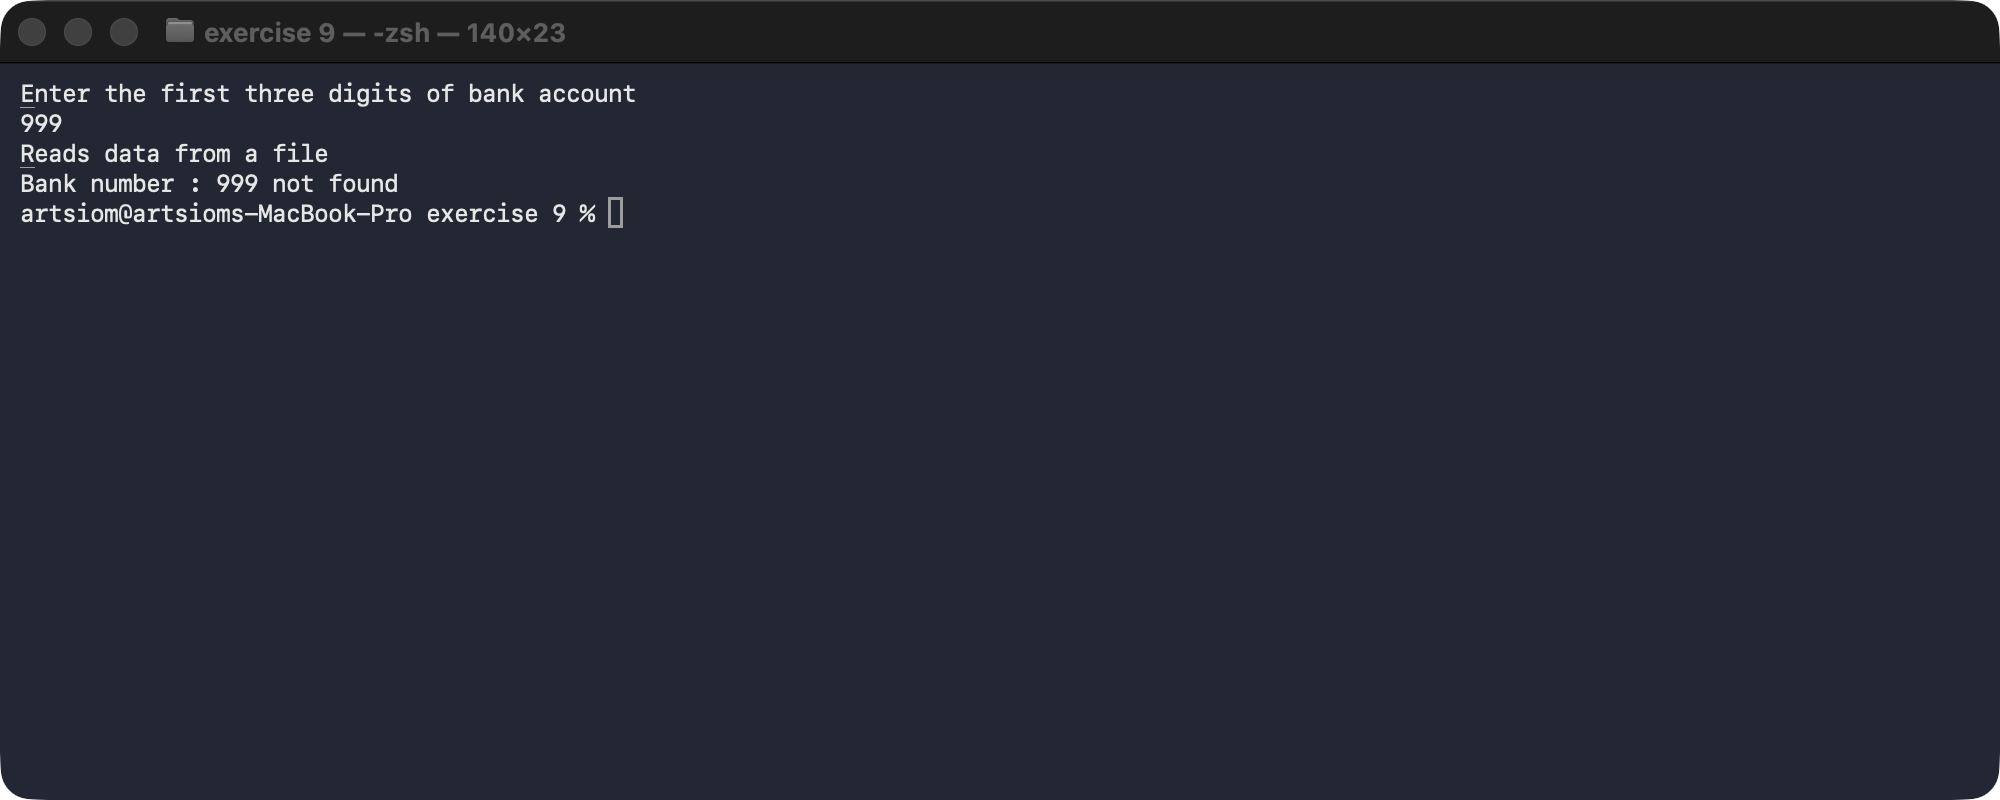 exercise 9 — -zsh — 140×23
Enter the first three digits of bank account
999
Reads data from a file
Bank number : 999 not found
artsiom@artsioms-MacBook-Pro exercise 9 %